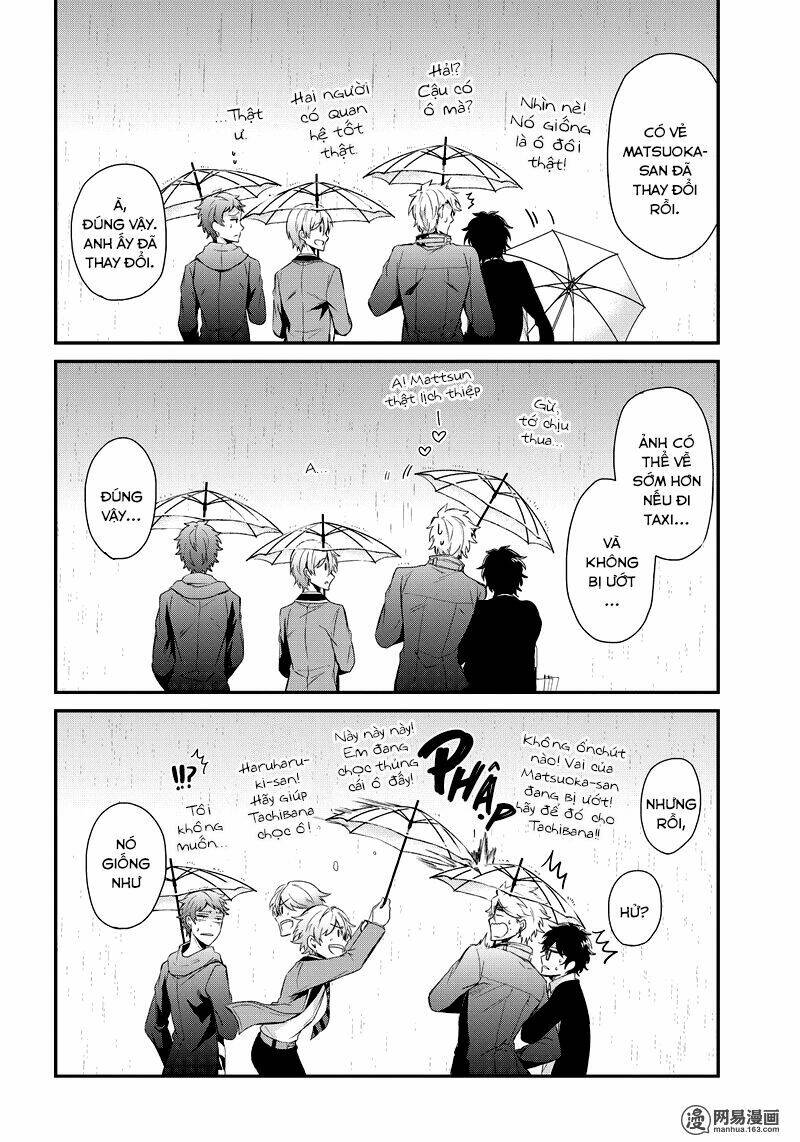 CÓ VẺ
MATSUOKA-
SAN ĐÃ
THAY ĐỔI
RỒI.
Nhìn nè!
Nó giống
là ô đôi
thật!
Hả!?
Cậu có
ô mà?
Hai người
có quan
hệ tốt
thật
...Thật
ư.
À,
ĐÚNG VẬY.
ANH ẤY ĐÃ
THAY ĐỔI.
ẢNH CÓ
THỂ VỀ
SỚM HƠN
NẾU ĐI
TAXI...
VÀ
KHÔNG
BỊ ƯỚT
...
Gừ,
tớ chịu
thua...
A! Mattsun
thật lịch thiệp
A...
ĐÚNG
VẬY...
NHƯNG
RỒI,
HỬ?
Không ổnchút
nào! Vai của
Matsuoka-san
đang bị ướt!
hãy để đó cho
Tachibana!!
PHẬP
Này này này!
Em đang
chọc thủng
cái ô đấy!
Haruharu-
ki-san!
Hãy giúp
Tachibana
chọc ô!
!!?
Tôi
không
muốn...
NÓ
GIỐNG
NHƯ
漫 网易漫画
manhua.163.com